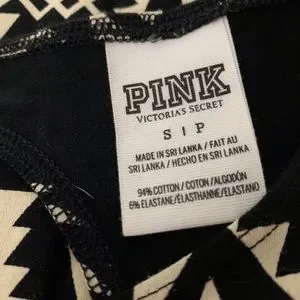 PINK
VICTORIA'S SECRET
S | P
MADE IN SRI LANKA / FAIT AU
SRI LANKA / HECHO EN SRI LANKA
94% COTTON / COTON / ALGODÓN
6% ELASTANE / ÉLASTHANNE / ELASTANO